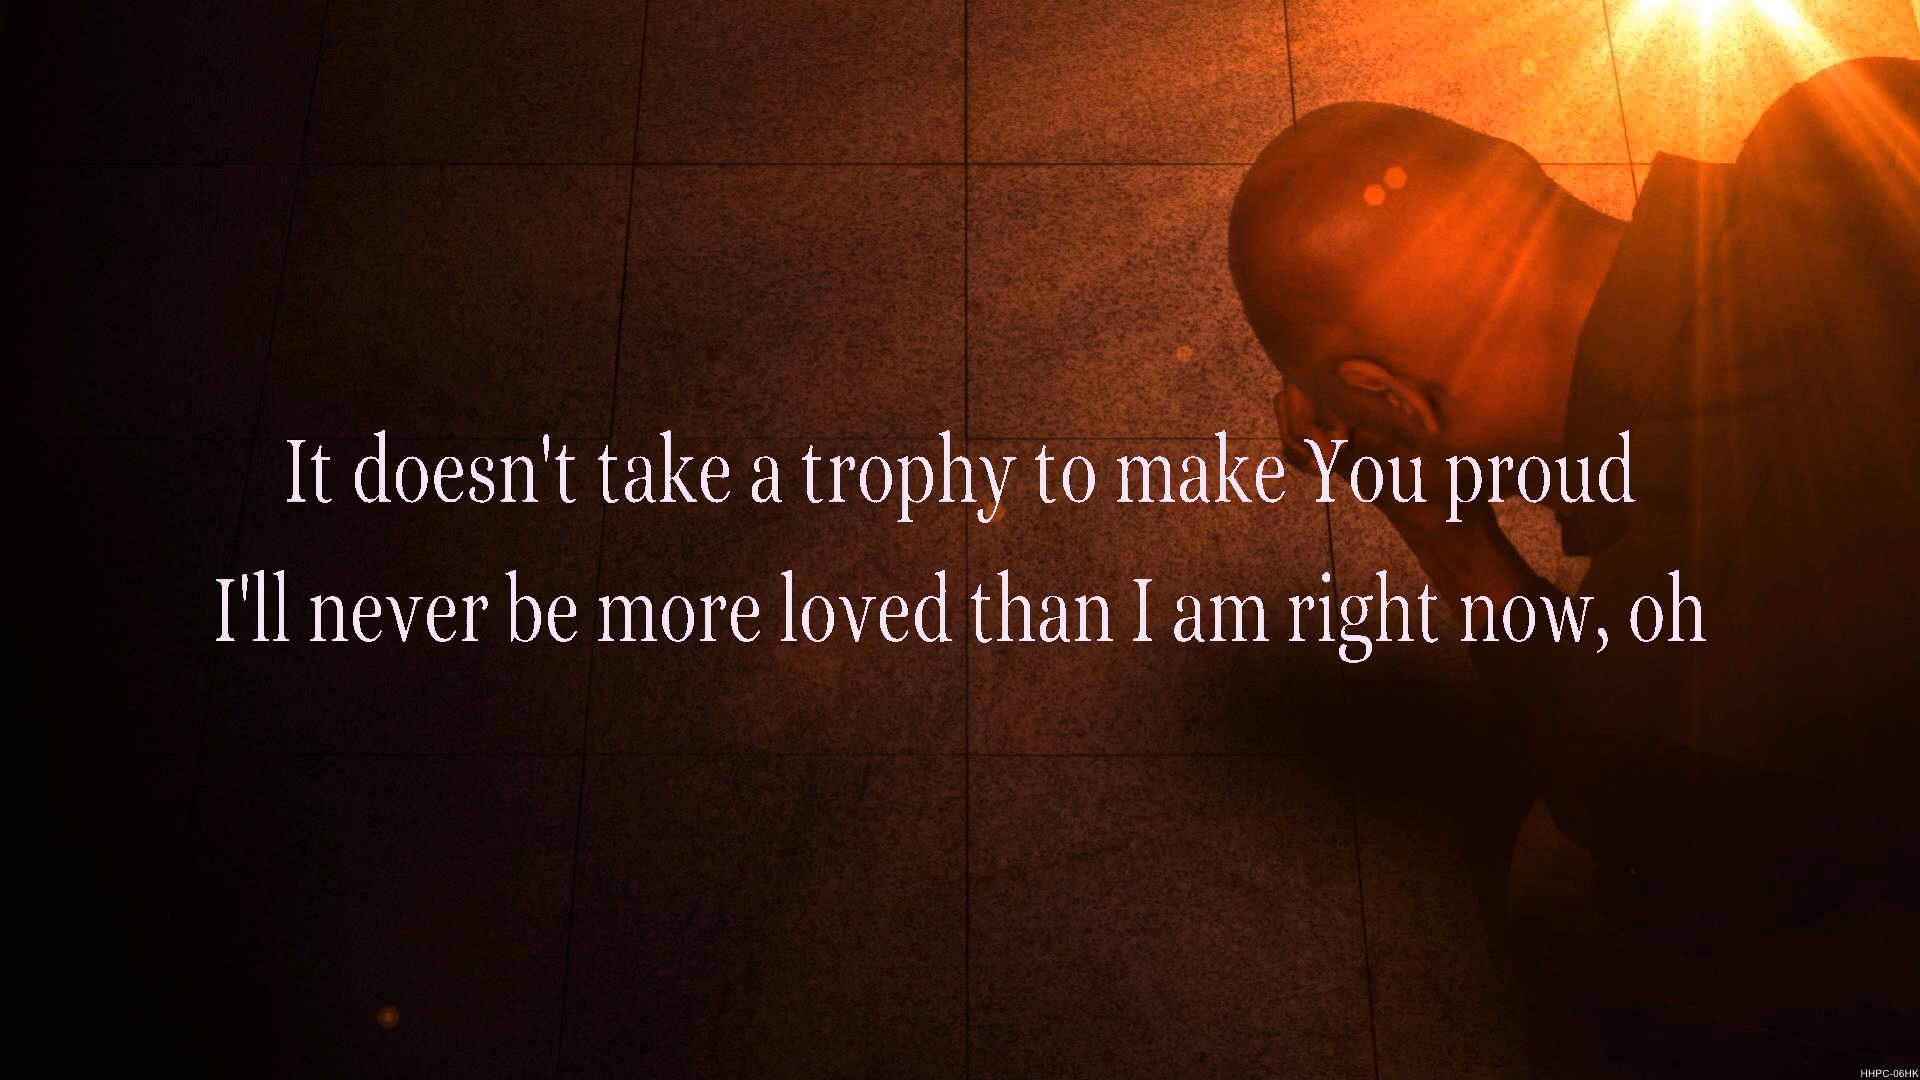 It doesn't take a trophy to make You proud
I'll never be more loved than I am right now, oh
HHPC-06HK